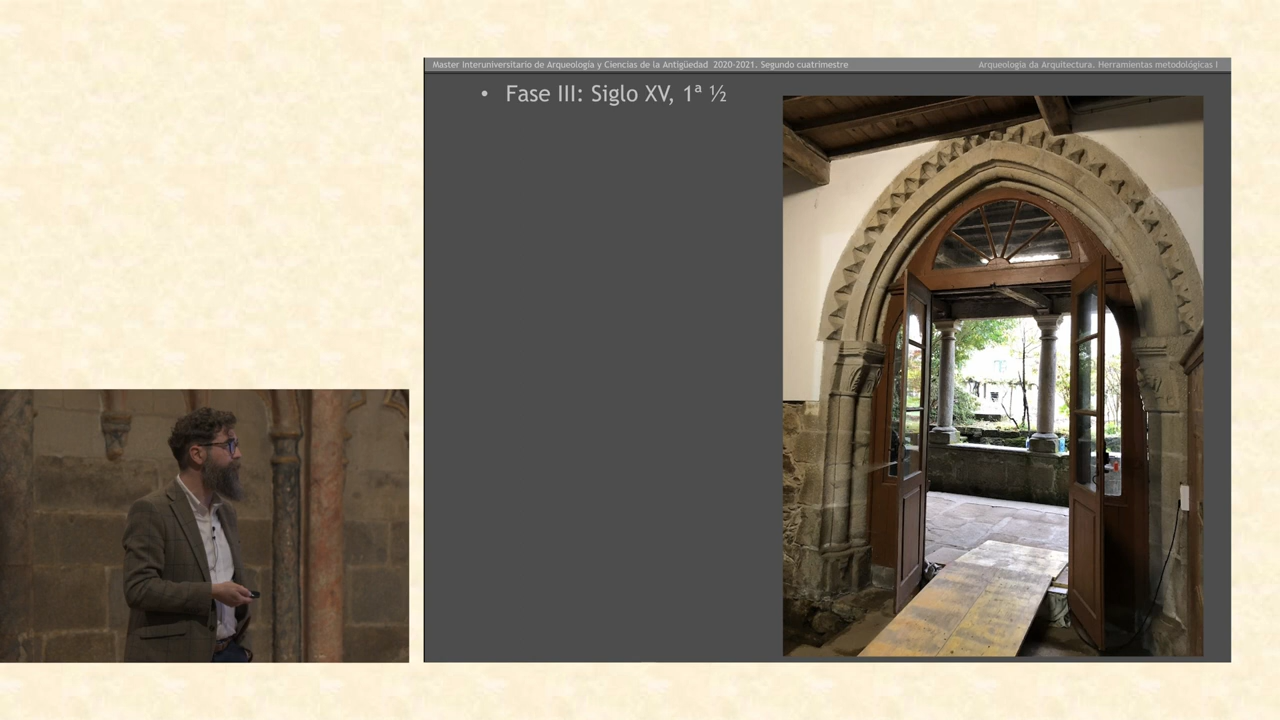 Master Interuniversitario de Arqueología y Ciencias de la Antigüedad 2020-2021. Segundo cuatrimestre
Arqueología da Arquitectura. Herramientas metodológicas I
• Fase III: Siglo XV, 1ª ½